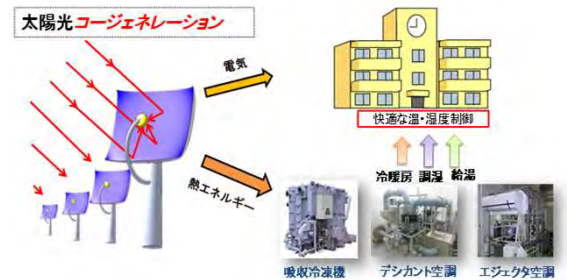 太陽光コージェネレーション
電気
熱エネルギー
快適な温・湿度制御
冷暖房 調湿 給湯
吸収冷凍機 デシカント空調 エジェクタ空調